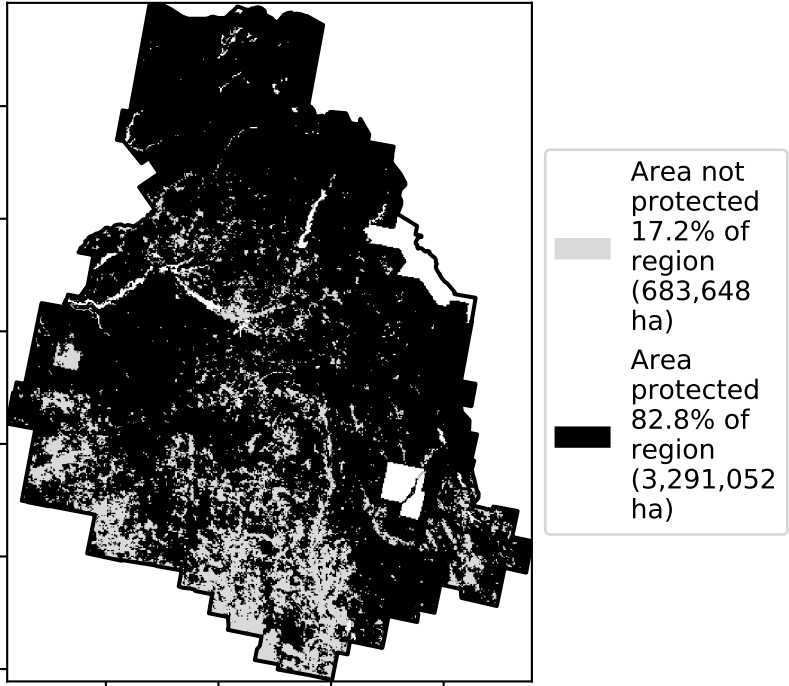 Area not
protected
17.2% of
region
(683,648
ha)
Area
protected
82.8% of
region
(3,291,052
ha)